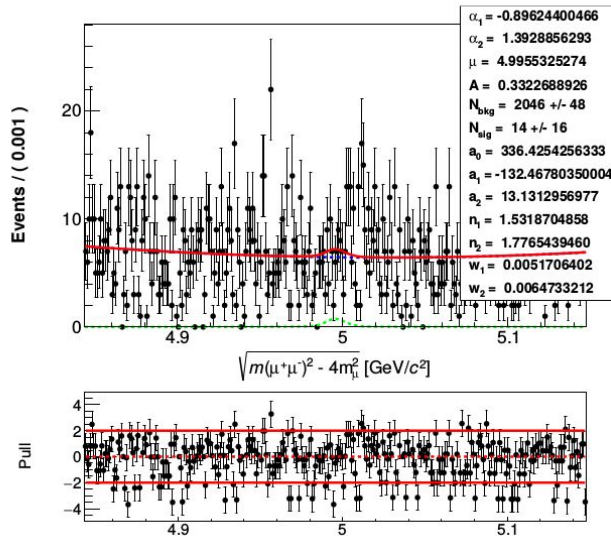 α₁ = -0.89624400466
α₂ = 1.3928856293
μ = 4.9955325274
A = 0.3322688926
N_bkg = 2046 +/- 48
N_sig = 14 +/- 16
a₀ = 336.4254256333
a₁ = -132.46780350004
a₂ = 13.1312956977
n₁ = 1.5318704858
n₂ = 1.7765439460
w₁ = 0.0051706402
w₂ = 0.0064733212
Events / ( 0.001 )
20
10
0
4.9 5 5.1
√m(μ⁺μ⁻)² - 4m²_μ [GeV/c²]
Pull
4
2
0
−2
−4
4.9 5 5.1